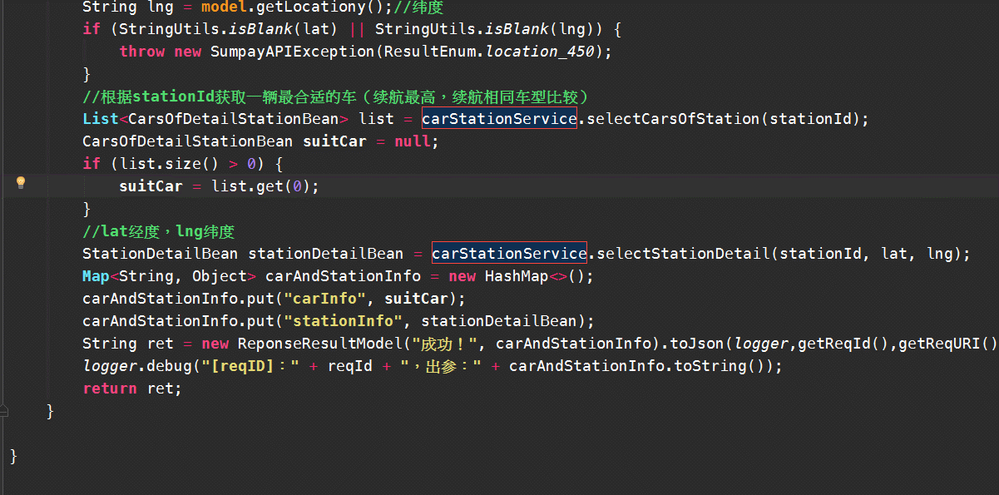 String lng = model.getLocationy();//纬度
if (StringUtils.isBlank(lat) || StringUtils.isBlank(lng)) {
throw new SumpayAPIException(ResultEnum.location_450);
}
//根据stationId获取一辆最合适的车（续航最高，续航相同车型比较）
List<CarsOfDetailStationBean> list = carStationService.selectCarsOfStation(stationId);
CarsOfDetailStationBean suitCar = null;
if (list.size() > 0) {
suitCar = list.get(0);
}
//lat经度，lng纬度
StationDetailBean stationDetailBean = carStationService.selectStationDetail(stationId, lat, lng);
Map<String, Object> carAndStationInfo = new HashMap<>();
carAndStationInfo.put("carInfo", suitCar);
carAndStationInfo.put("stationInfo", stationDetailBean);
String ret = new ReponseResultModel("成功！", carAndStationInfo).toJson(logger,getReqId(),getReqURI()
logger.debug("[reqID]：" + reqId + "，出参：" + carAndStationInfo.toString());
return ret;
}
}